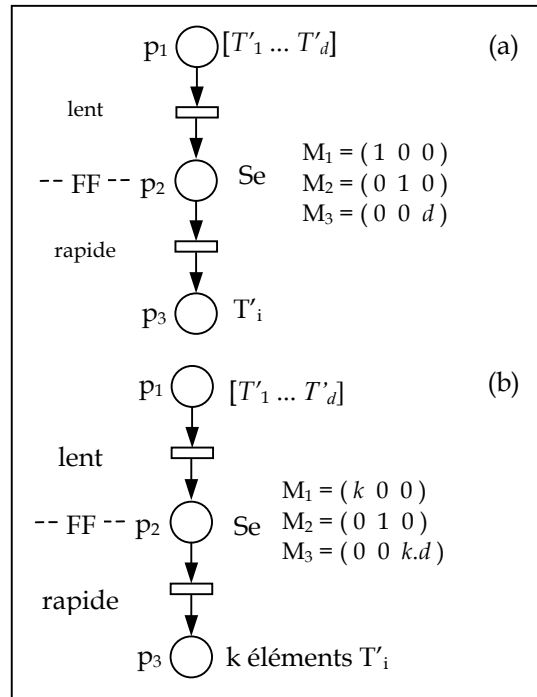 (a)
p₁ [T'₁ ... T'd]
lent
-- FF -- p₂ Se
M₁ = ( 1 0 0 )
M₂ = ( 0 1 0 )
M₃ = ( 0 0 d )
rapide
p₃ T'ᵢ
(b)
p₁ [T'₁ ... T'd]
lent
-- FF -- p₂ Se
M₁ = ( k 0 0 )
M₂ = ( 0 1 0 )
M₃ = ( 0 0 k.d )
rapide
p₃ k éléments T'ᵢ